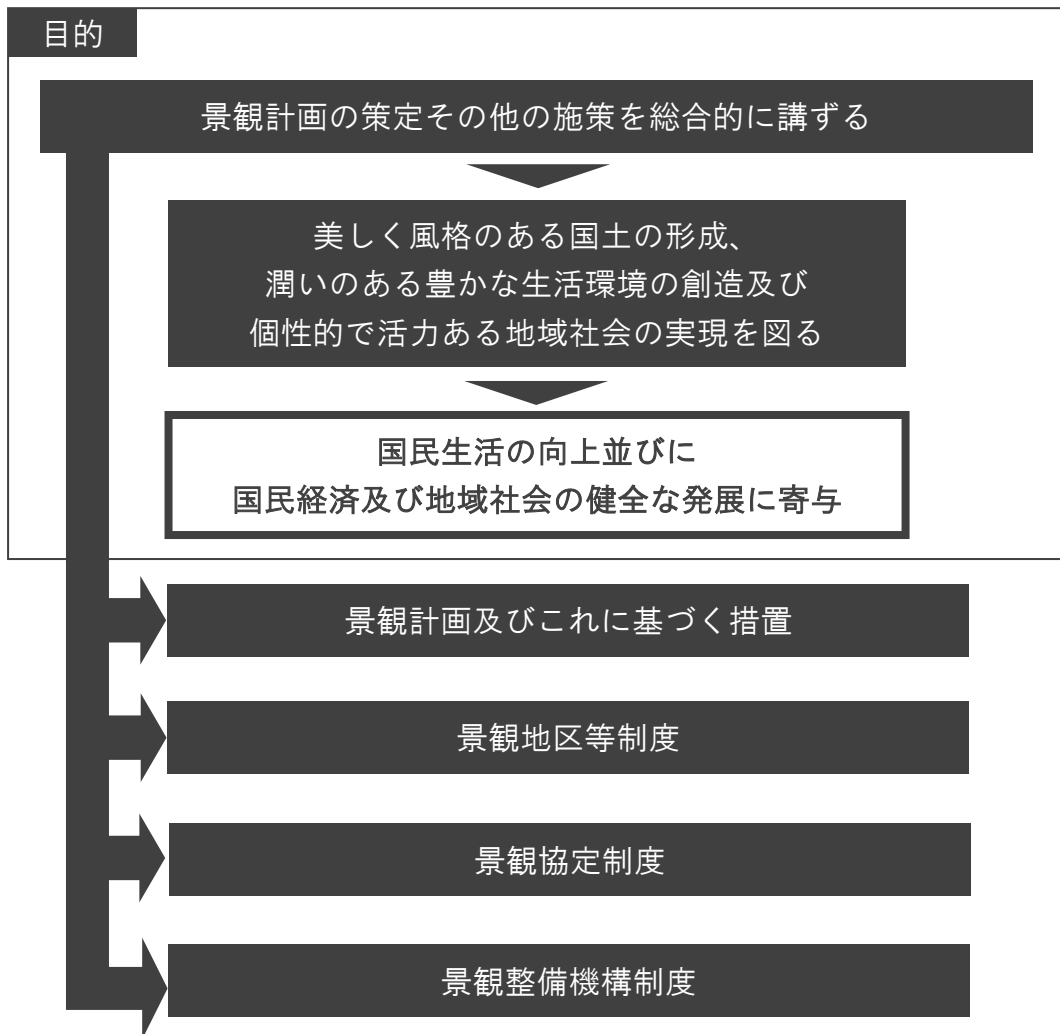 目的
景観計画の策定その他の施策を総合的に講ずる
美しく風格のある国土の形成、
潤いのある豊かな生活環境の創造及び
個性的で活力ある地域社会の実現を図る
国民生活の向上並びに
国民経済及び地域社会の健全な発展に寄与
景観計画及びこれに基づく措置
景観地区等制度
景観協定制度
景観整備機構制度